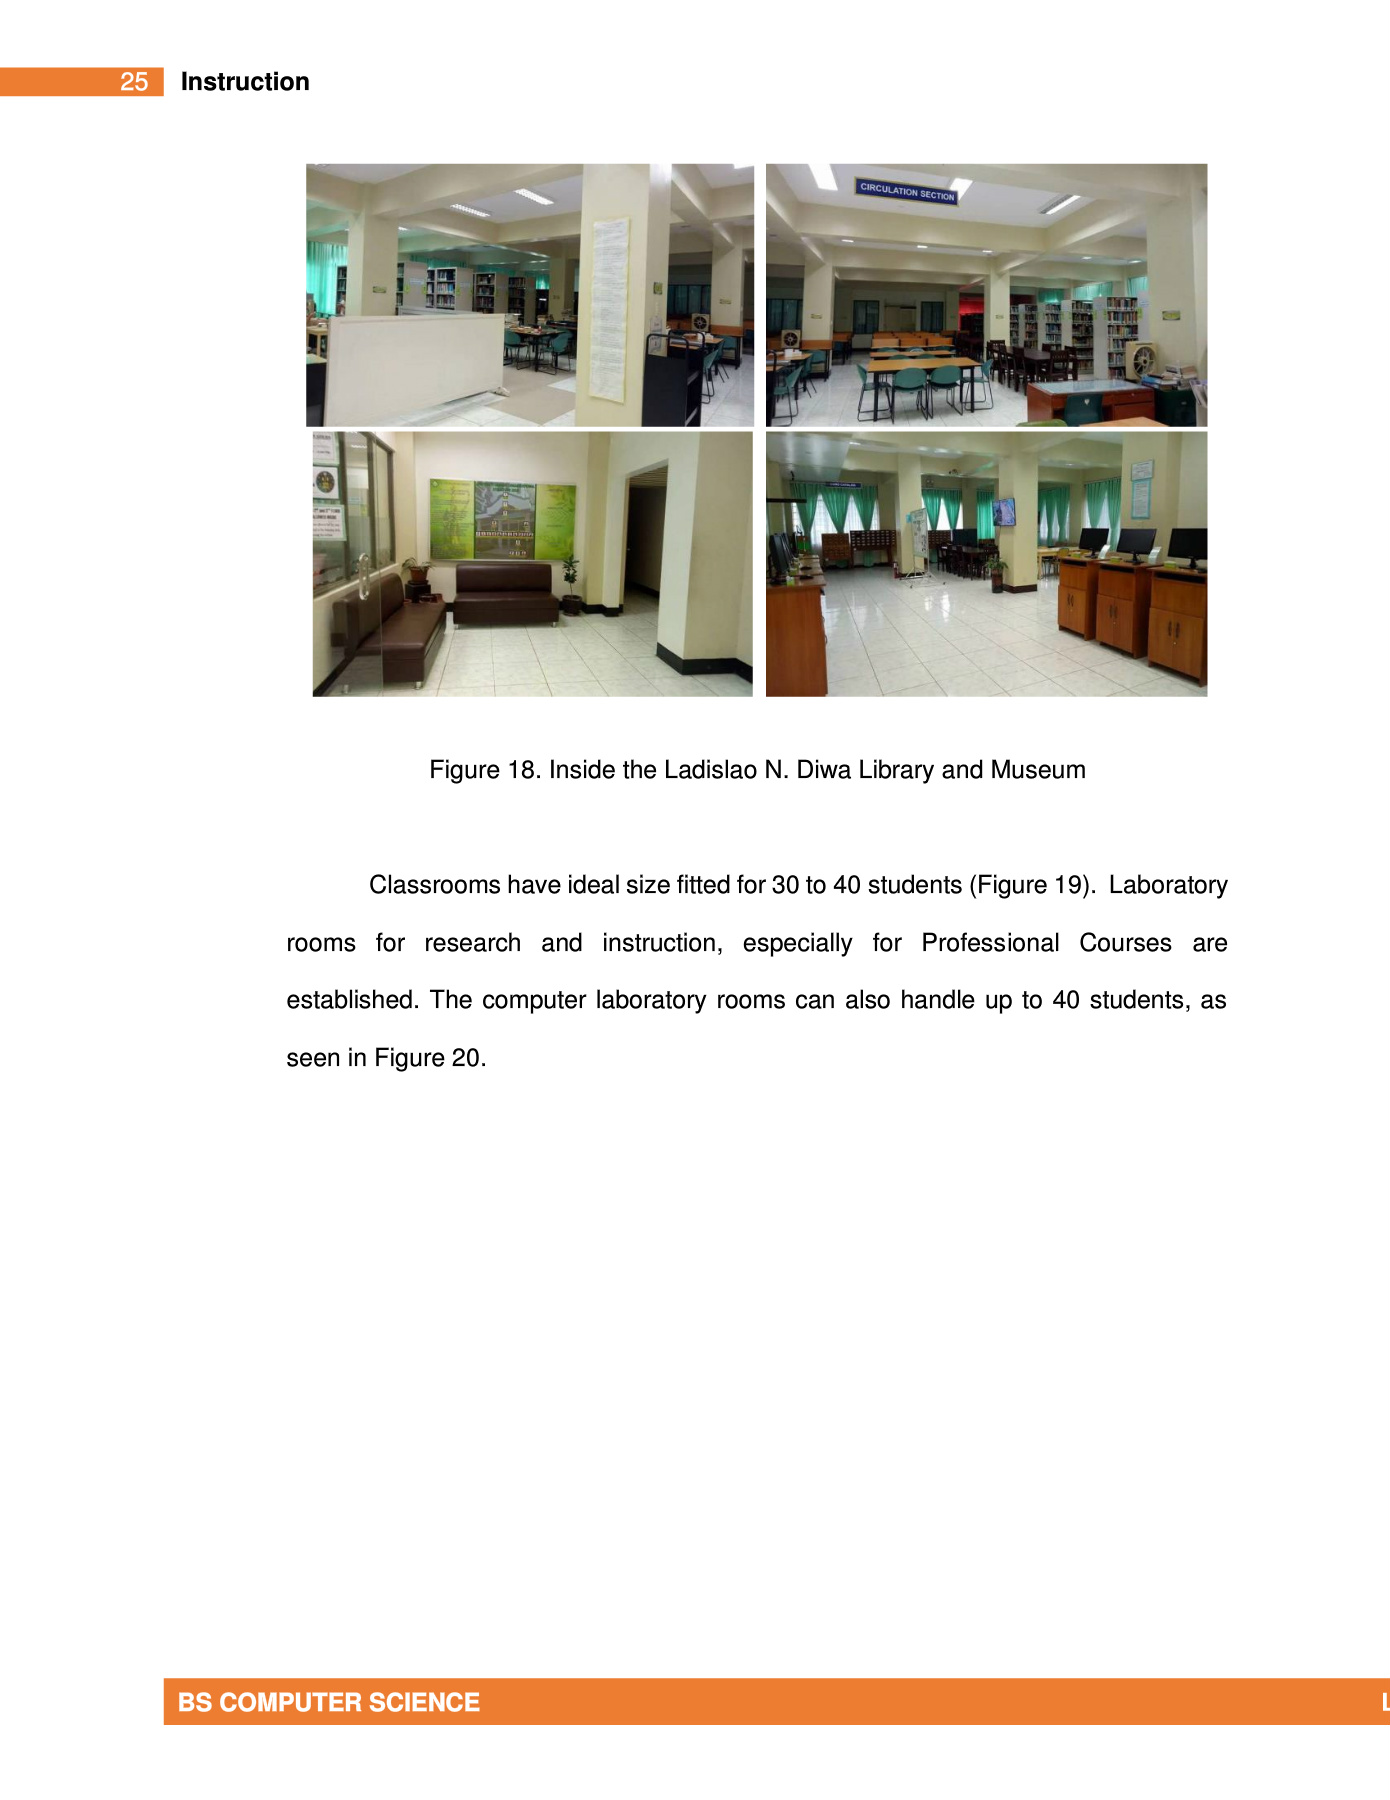 25 Instruction
CIRCULATION SECTION
Figure 18. Inside the Ladislao N. Diwa Library and Museum
Classrooms have ideal size fitted for 30 to 40 students (Figure 19). Laboratory
rooms for research and instruction, especially for Professional Courses are
established. The computer laboratory rooms can also handle up to 40 students, as
seen in Figure 20.
BS COMPUTER SCIENCE